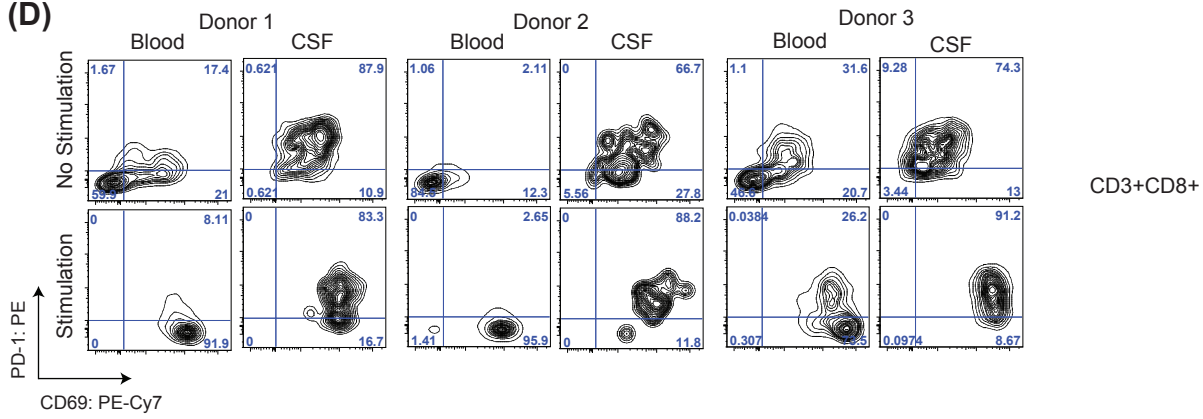 (D)
Donor 1 Donor 2 Donor 3
Blood CSF Blood CSF Blood CSF
No Stimulation
1.67 17.4 0.621 87.9 1.06 2.11 0 66.7 1.1 31.6 9.28 74.3
21 0.621 10.9 12.3 5.56 27.8 20.7 3.44 13
CD3+CD8+
Stimulation
0 8.11 0 83.3 0 2.65 0 88.2 0.0384 26.2 0 91.2
0 91.9 0 16.7 1.41 95.9 0 11.8 0.307 0.0974 8.67
PD-1: PE
CD69: PE-Cy7